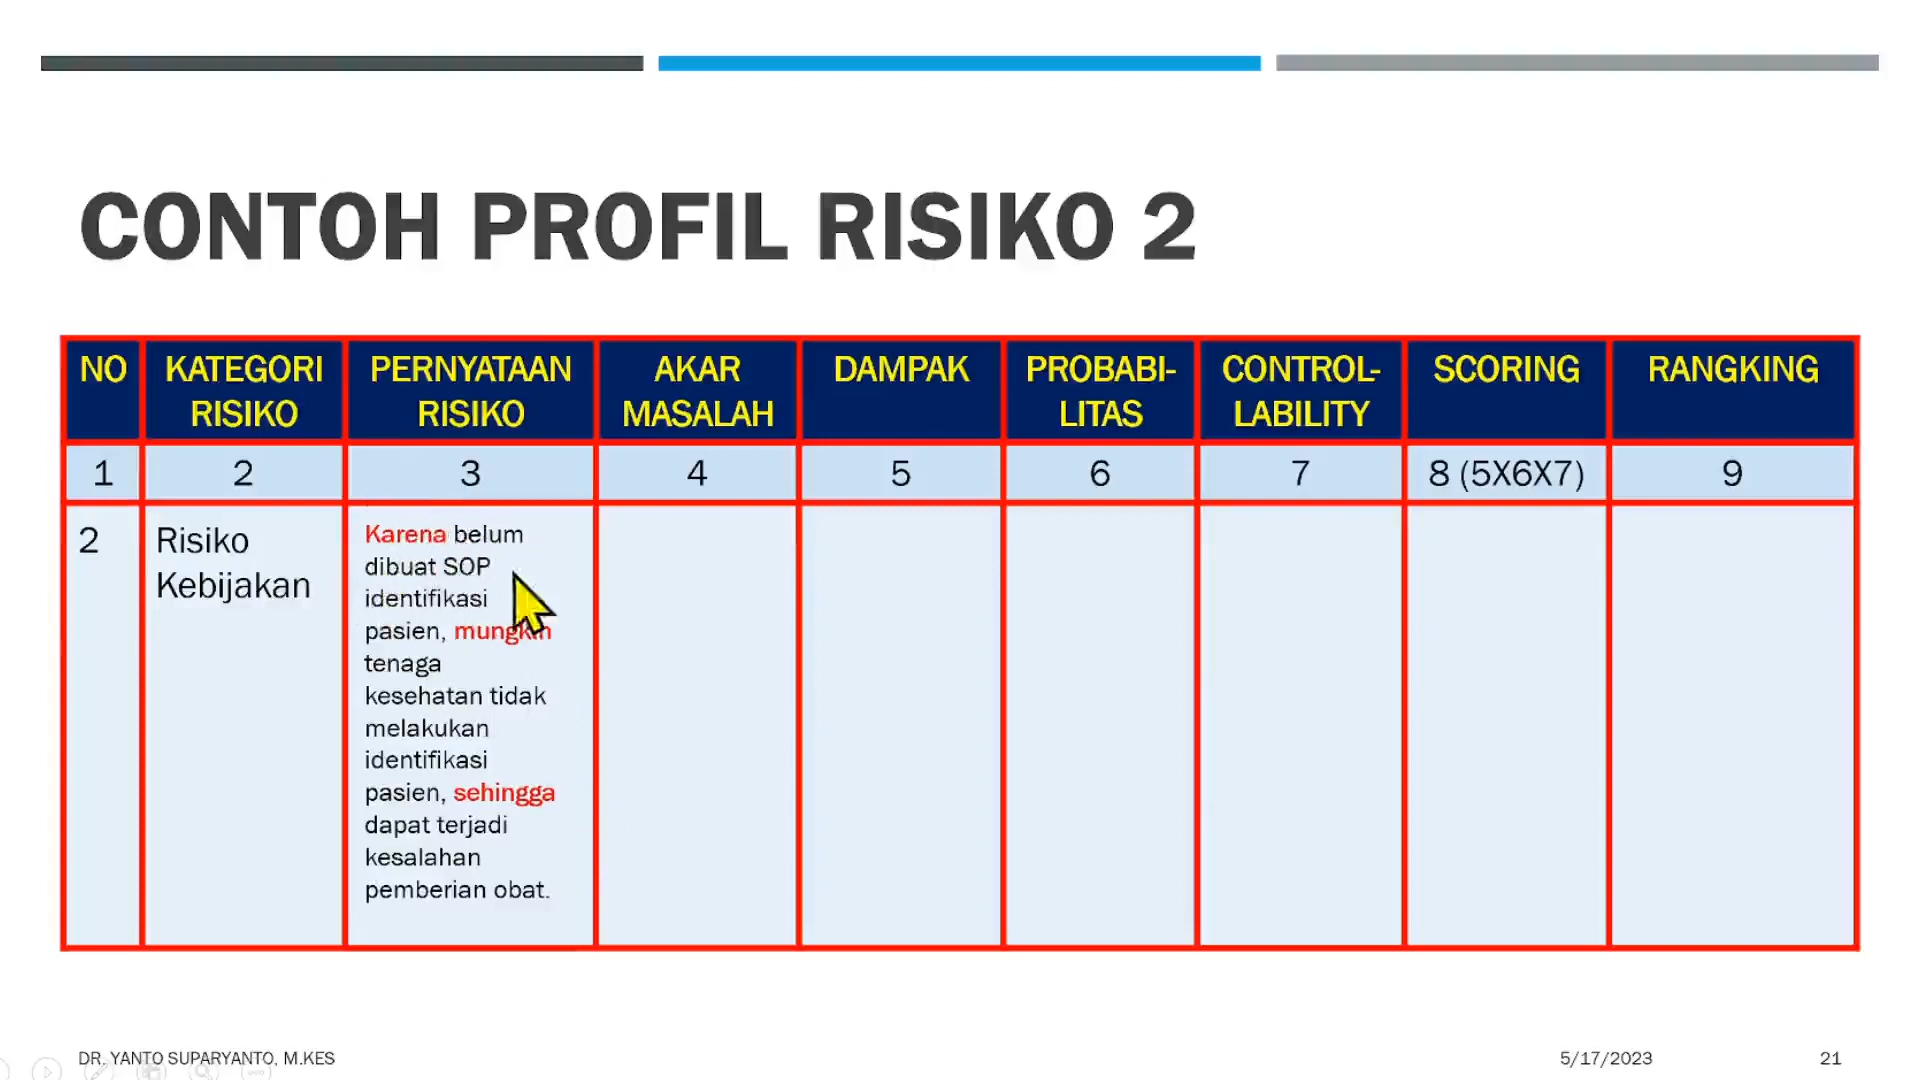 CONTOH PROFIL RISIKO 2
NO
KATEGORI
RISIKO
PERNYATAAN
RISIKO
AKAR
MASALAH
DAMPAK
PROBABI-
LITAS
CONTROL-
LABILITY
SCORING
RANGKING
1
2
3
4
5
6
7
8 (5X6X7)
9
2
Risiko
Kebijakan
Karena belum
dibuat SOP
identifikasi
pasien, mungkin
tenaga
kesehatan tidak
melakukan
identifikasi
pasien, sehingga
dapat terjadi
kesalahan
pemberian obat.
DR. YANTO SUPARYANTO, M.KES
5/17/2023
21